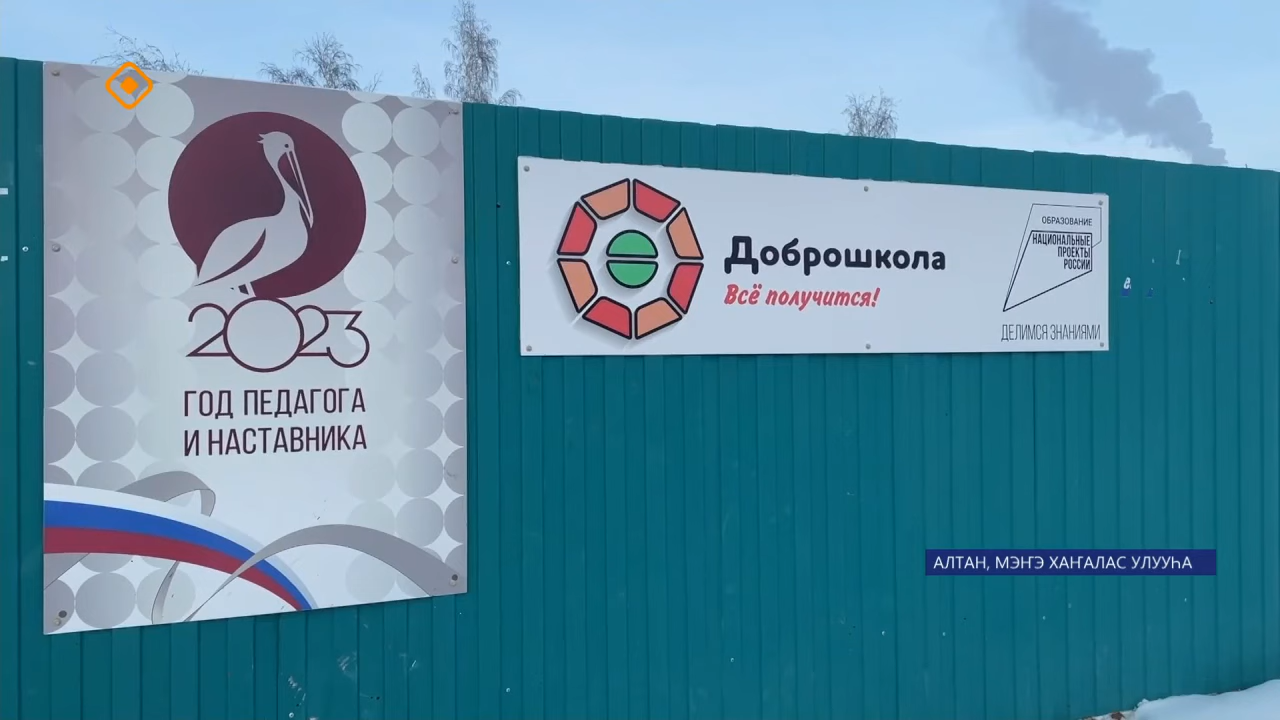 2023
ГОД ПЕДАГОГА
И НАСТАВНИКА
Доброшкола
Всё получится!
ОБРАЗОВАНИЕ
НАЦИОНАЛЬНЫЕ
ПРОЕКТЫ
РОССИИ
ДЕЛИМСЯ ЗНАНИЯМИ
АЛТАН, МЭҤЭ ХАҤАЛАС УЛУУҺА